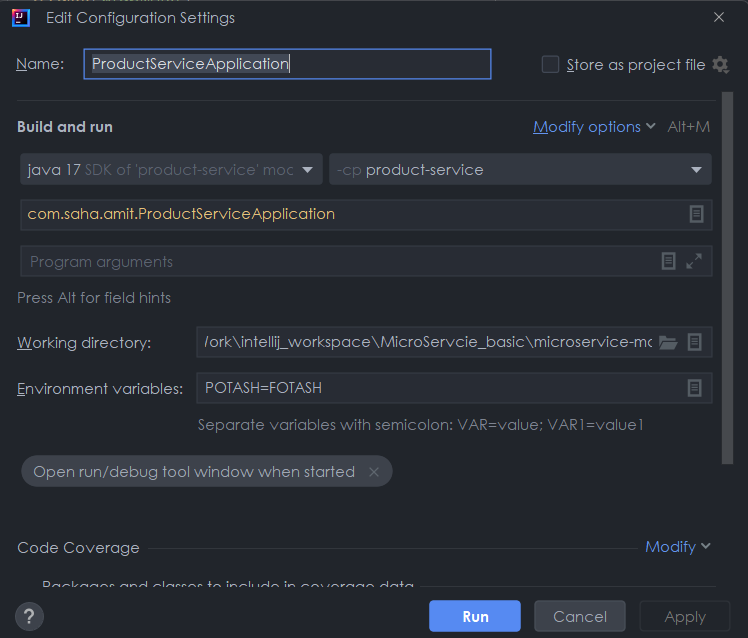 Edit Configuration Settings
Name: ProductServiceApplication Store as project file
Build and run Modify options Alt+M
java 17 SDK of 'product-service' moc -cp product-service
com.saha.amit.ProductServiceApplication
Program arguments
Press Alt for field hints
Working directory: /ork\intellij_workspace\MicroServcie_basic\microservice-mo
Environment variables: POTASH=FOTASH
Separate variables with semicolon: VAR=value; VAR1=value1
Open run/debug tool window when started
Code Coverage Modify
Packages and classes to include in coverage data
? Run Cancel Apply